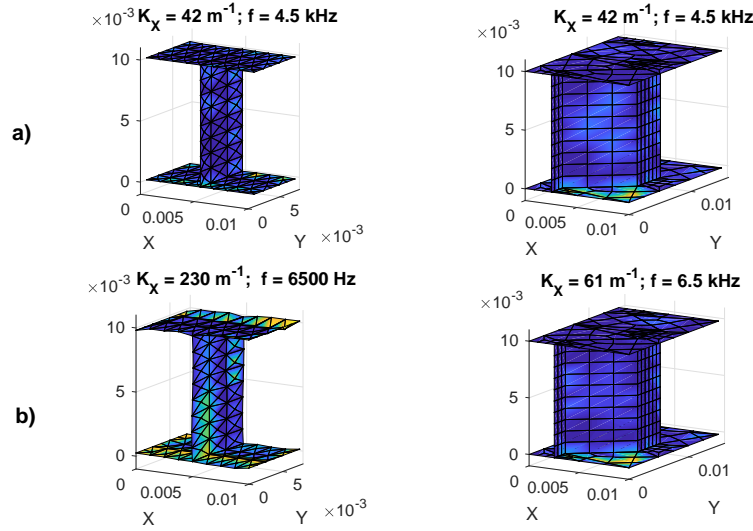 K_X = 42 m^-1; f = 4.5 kHz
K_X = 42 m^-1; f = 4.5 kHz
×10^-3
×10^-3
10
5
0
10
5
0
a)
0
0.005
0.01
0
5
X
Y
×10^-3
0
0.005
0.01
0
0.01
X
Y
K_X = 230 m^-1; f = 6500 Hz
K_X = 61 m^-1; f = 6.5 kHz
×10^-3
×10^-3
10
5
0
10
5
0
b)
0
0.005
0.01
0
5
X
Y
×10^-3
0
0.005
0.01
0
0.01
X
Y